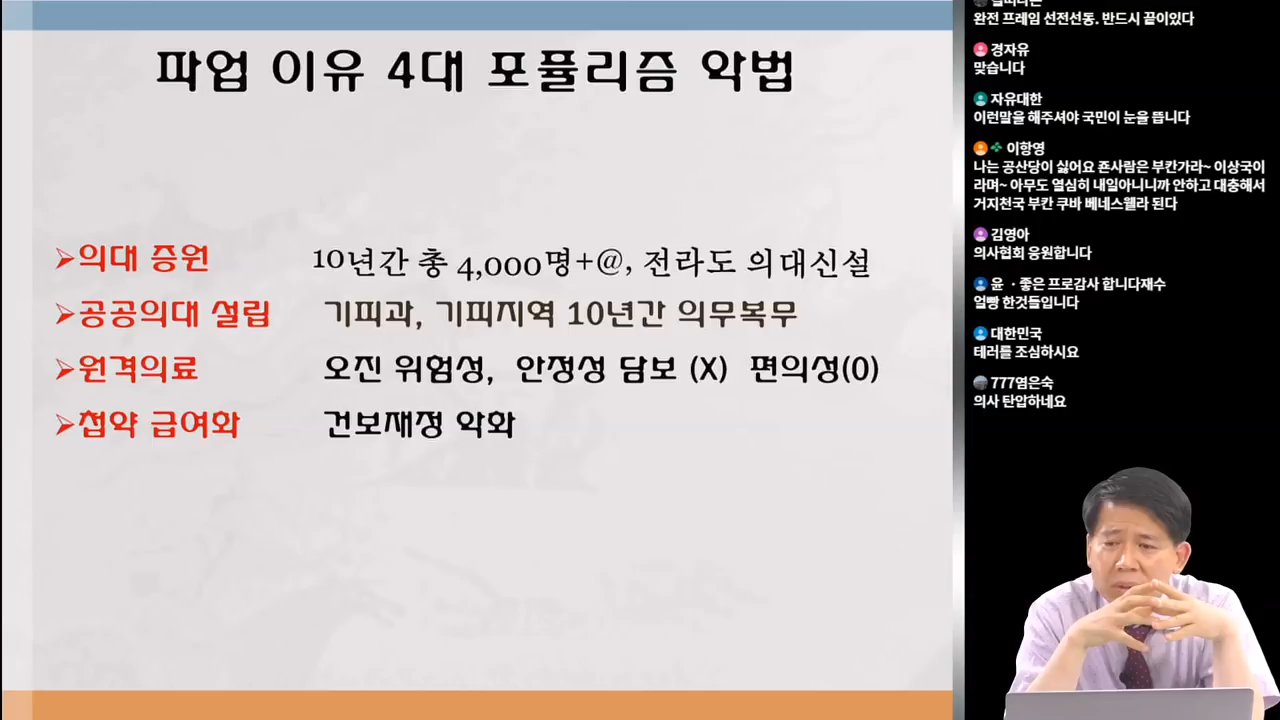 파업 이유 4대 포퓰리즘 악법
➢의대 증원 10년간 총 4,000명+@, 전라도 의대신설
➢공공의대 설립 기피과, 기피지역 10년간 의무복무
➢원격의료 오진 위험성, 안정성 담보 (X) 편의성(0)
➢첩약 급여화 건보재정 악화
완전 프레임 선전선동. 반드시 끝이있다
경자유
맞습니다
자유대한
이런말을 해주셔야 국민이 눈을 뜹니다
이항영
나는 공산당이 싫어요 죤사람은 부칸가라~ 이상국이
라며~ 아무도 열심히 내일아니니까 안하고 대충해서
거지천국 부칸 쿠바 베네스웰라 된다
김영아
의사협회 응원합니다
윤 · 좋은 프로감사 합니다재수
얼빵 한것들입니다
대한민국
테러를 조심하시요
777염은숙
의사 탄압하네요